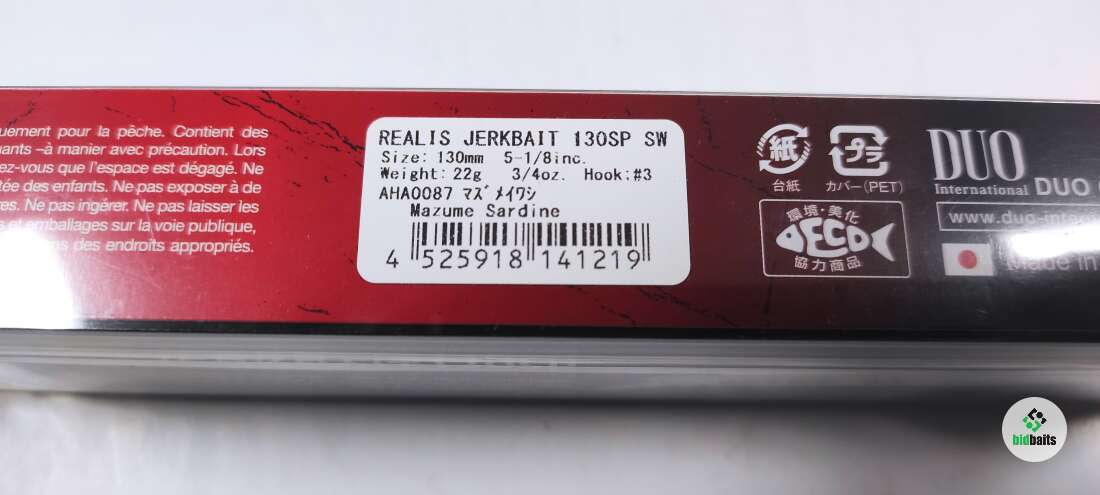 uement pour la pêche. Contient des
uants –à manier avec précaution. Lors
ez-vous que l'espace est dégagé. Ne
tée des enfants. Ne pas exposer à de
res. Ne pas ingérer. Ne pas laisser les
s et emballages sur la voie publique,
ns des endroits appropriés.
REALIS JERKBAIT 130SP SW
Size: 130mm 5-1/8inc.
Weight: 22g 3/4oz. Hook:#3
AHA0087 マズメイワシ
Mazume Sardine
4 525918 141219
紙
台紙
プラ
カバー(PET)
環境・美化
ECO
協力商品
DUO
International DUO
www.duo-inte
Made in
bidbaits